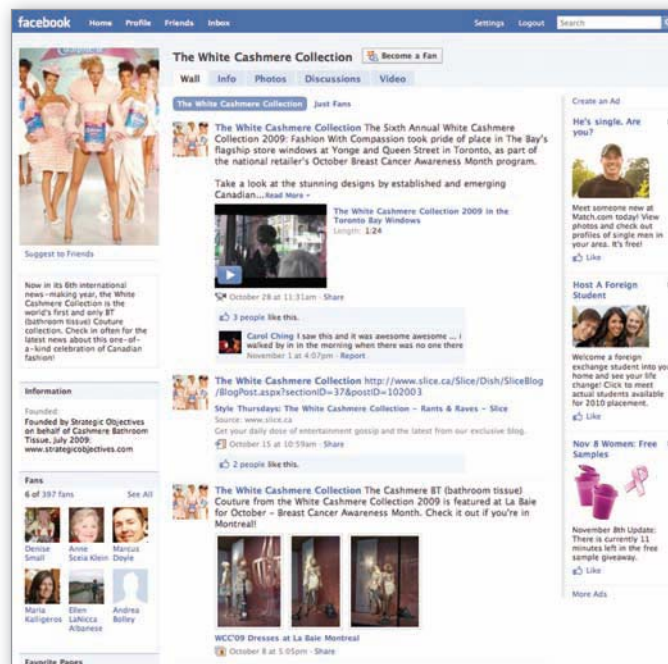 facebook Home Profile Friends Inbox Settings Logout Search
The White Cashmere Collection Become a Fan
Wall Info Photos Discussions Video
The White Cashmere Collection Just Fans
Suggest to Friends
Now in its 6th international
news-making year, the White
Cashmere Collection is the
world's first and only BT
(bathroom tissue) Couture
collection. Check in often for the
latest news about this one-of-
a-kind celebration of Canadian
fashion!
Information
Founded:
Founded by Strategic Objectives
on behalf of Cashmere Bathroom
Tissue, July 2009:
www.strategicobjectives.com
Fans
6 of 397 fans See All
Denise
Small
Anne
Sceia Klein
Marcus
Doyle
Maria
Kalligeros
Ellen
LaNicca
Albanese
Andrea
Bolley
Favorite Pages
The White Cashmere Collection The Sixth Annual White Cashmere
Collection 2009: Fashion With Compassion took pride of place in The Bay's
flagship store windows at Yonge and Queen Street in Toronto, as part of
the national retailer's October Breast Cancer Awareness Month program.
Take a look at the stunning designs by established and emerging
Canadian...Read More
The White Cashmere Collection 2009 in the
Toronto Bay Windows
Length: 1:24
October 28 at 11:31am · Share
3 people like this.
Carol Ching I saw this and it was awesome awesome ... i
walked by in in the morning when there was no one there
November 1 at 4:07pm · Report
The White Cashmere Collection http://www.slice.ca/Slice/Dish/SliceBlog
/BlogPost.aspx?sectionID=37&postID=102003
Style Thursdays: The White Cashmere Collection – Rants & Raves – Slice
Source: www.slice.ca
Get your daily dose of entertainment gossip and the latest from our exclusive blog.
October 15 at 10:59am · Share
2 people like this.
The White Cashmere Collection The Cashmere BT (bathroom tissue)
Couture from the White Cashmere Collection 2009 is featured at La Baie
for October – Breast Cancer Awareness Month. Check it out if you're in
Montreal!
WCC'09 Dresses at La Baie Montreal
October 8 at 5:05pm · Share
Create an Ad
He's single. Are
you?
Meet someone new at
Match.com today! View
photos and check out
profiles of single men in
your area. It's free!
Like
Host A Foreign
Student
Welcome a foreign
exchange student into you
home and see your life
change! Click to meet
actual students available
for 2010 placement.
Like
Nov 8 Women: Free
Samples
November 8th Update:
There is currently 11
minutes left in the free
sample giveaway.
Like
More Ads